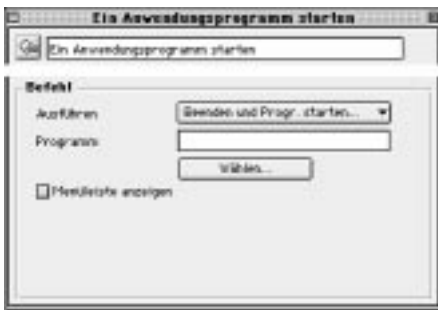 Ein Anwendungsprogramm starten
Ein Anwendungsprogramm starten
Befehl
Ausführen
Beenden und Progr. starten...
Programm
Wählen...
Menüleiste anzeigen